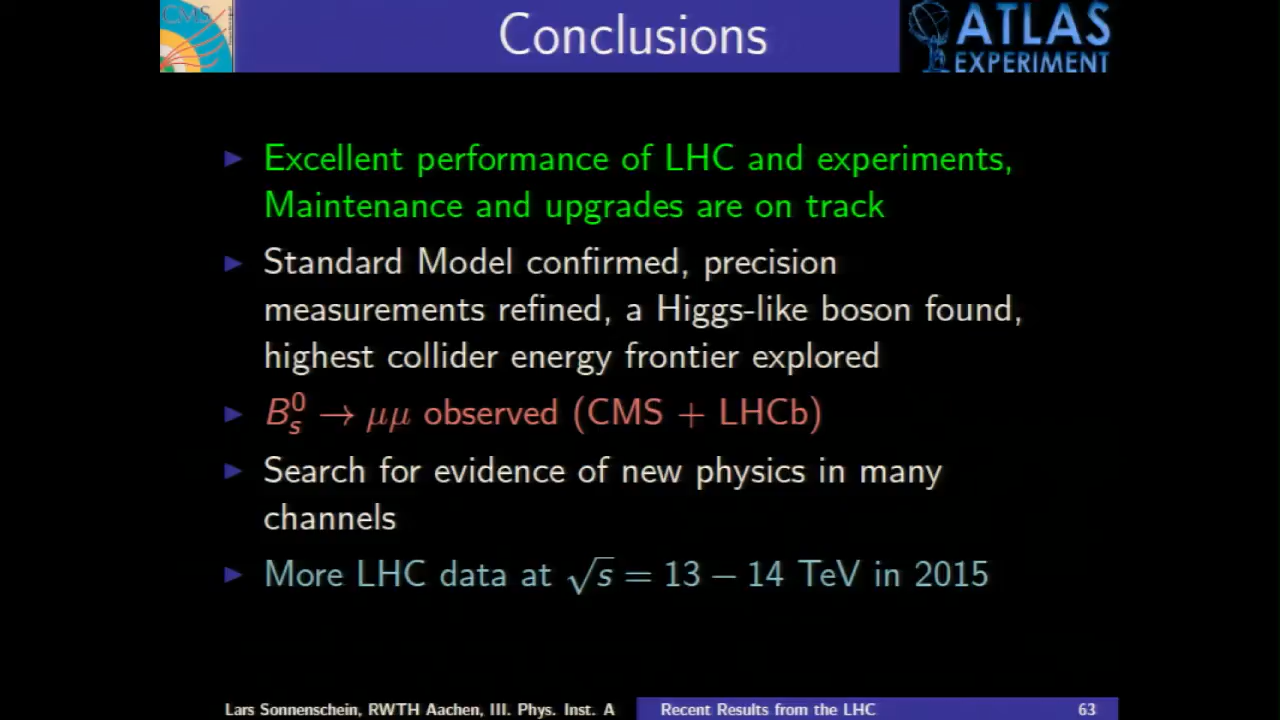 CMS
Conclusions
ATLAS
EXPERIMENT
Excellent performance of LHC and experiments,
Maintenance and upgrades are on track
Standard Model confirmed, precision
measurements refined, a Higgs-like boson found,
highest collider energy frontier explored
B⁰ₛ → μμ observed (CMS + LHCb)
Search for evidence of new physics in many
channels
More LHC data at √s = 13 − 14 TeV in 2015
Lars Sonnenschein, RWTH Aachen, III. Phys. Inst. A
Recent Results from the LHC
63